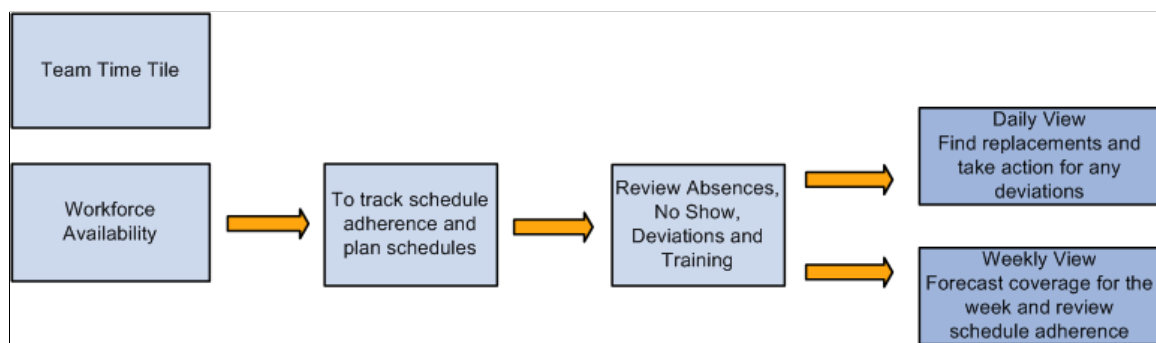 Team Time Tile
Workforce
Availability
To track schedule
adherence and
plan schedules
Review Absences,
No Show,
Deviations and
Training
Daily View
Find replacements and
take action for any
deviations
Weekly View
Forecast coverage for the
week and review
schedule adherence